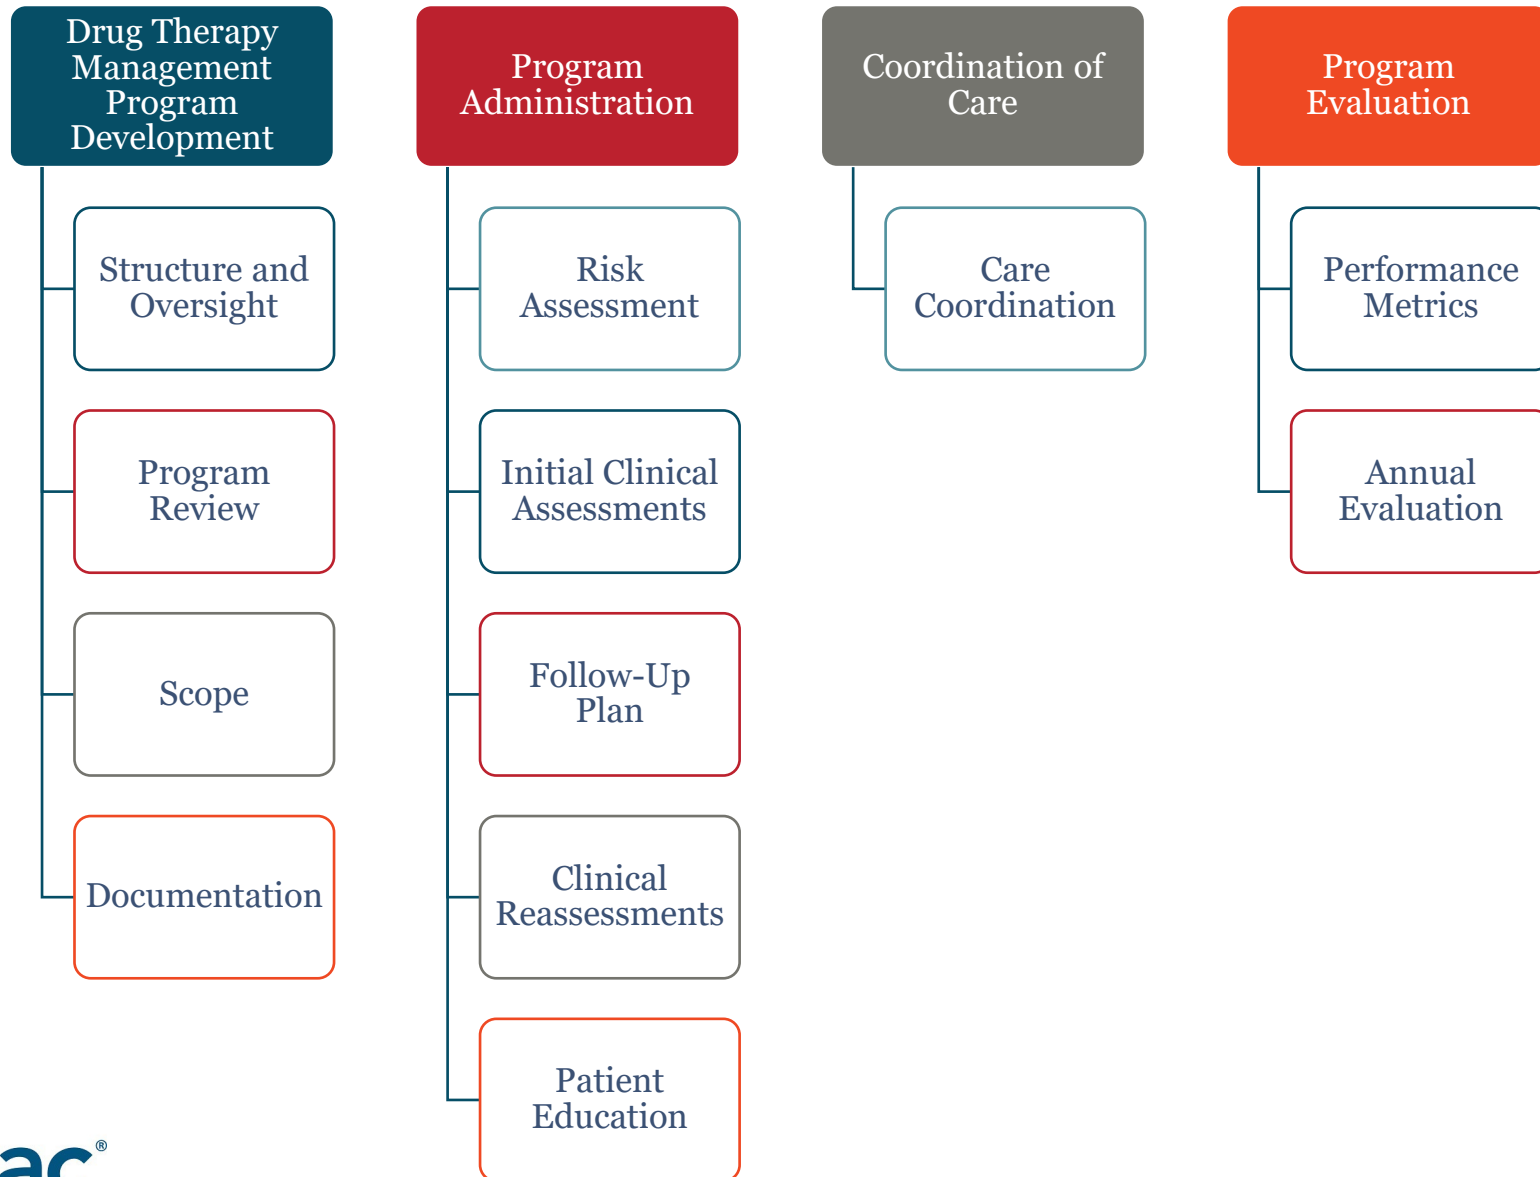 Drug Therapy
Management
Program
Development
Structure and
Oversight
Program
Review
Scope
Documentation
Program
Administration
Risk
Assessment
Initial Clinical
Assessments
Follow-Up
Plan
Clinical
Reassessments
Patient
Education
Coordination of
Care
Care
Coordination
Program
Evaluation
Performance
Metrics
Annual
Evaluation
ac®